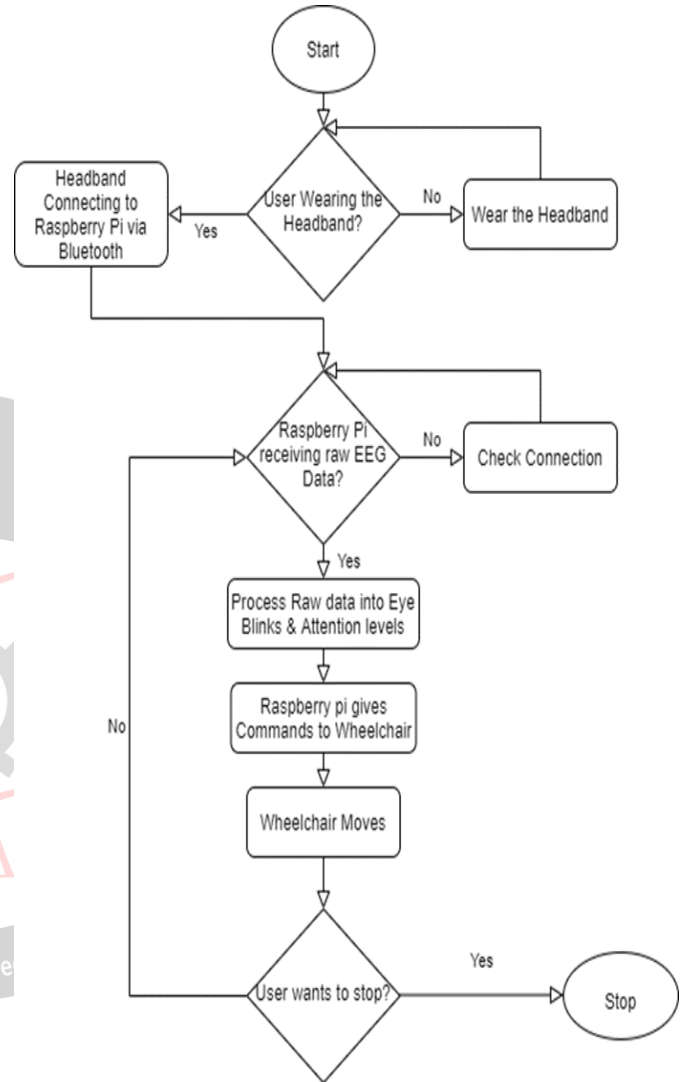 Start
User Wearing the
Headband?
Yes
No
Headband
Connecting to
Raspberry Pi via
Bluetooth
Wear the Headband
Raspberry Pi
receiving raw EEG
Data?
No
Check Connection
Yes
Process Raw data into Eye
Blinks & Attention levels
Raspberry pi gives
Commands to Wheelchair
No
Wheelchair Moves
User wants to stop?
Yes
Stop